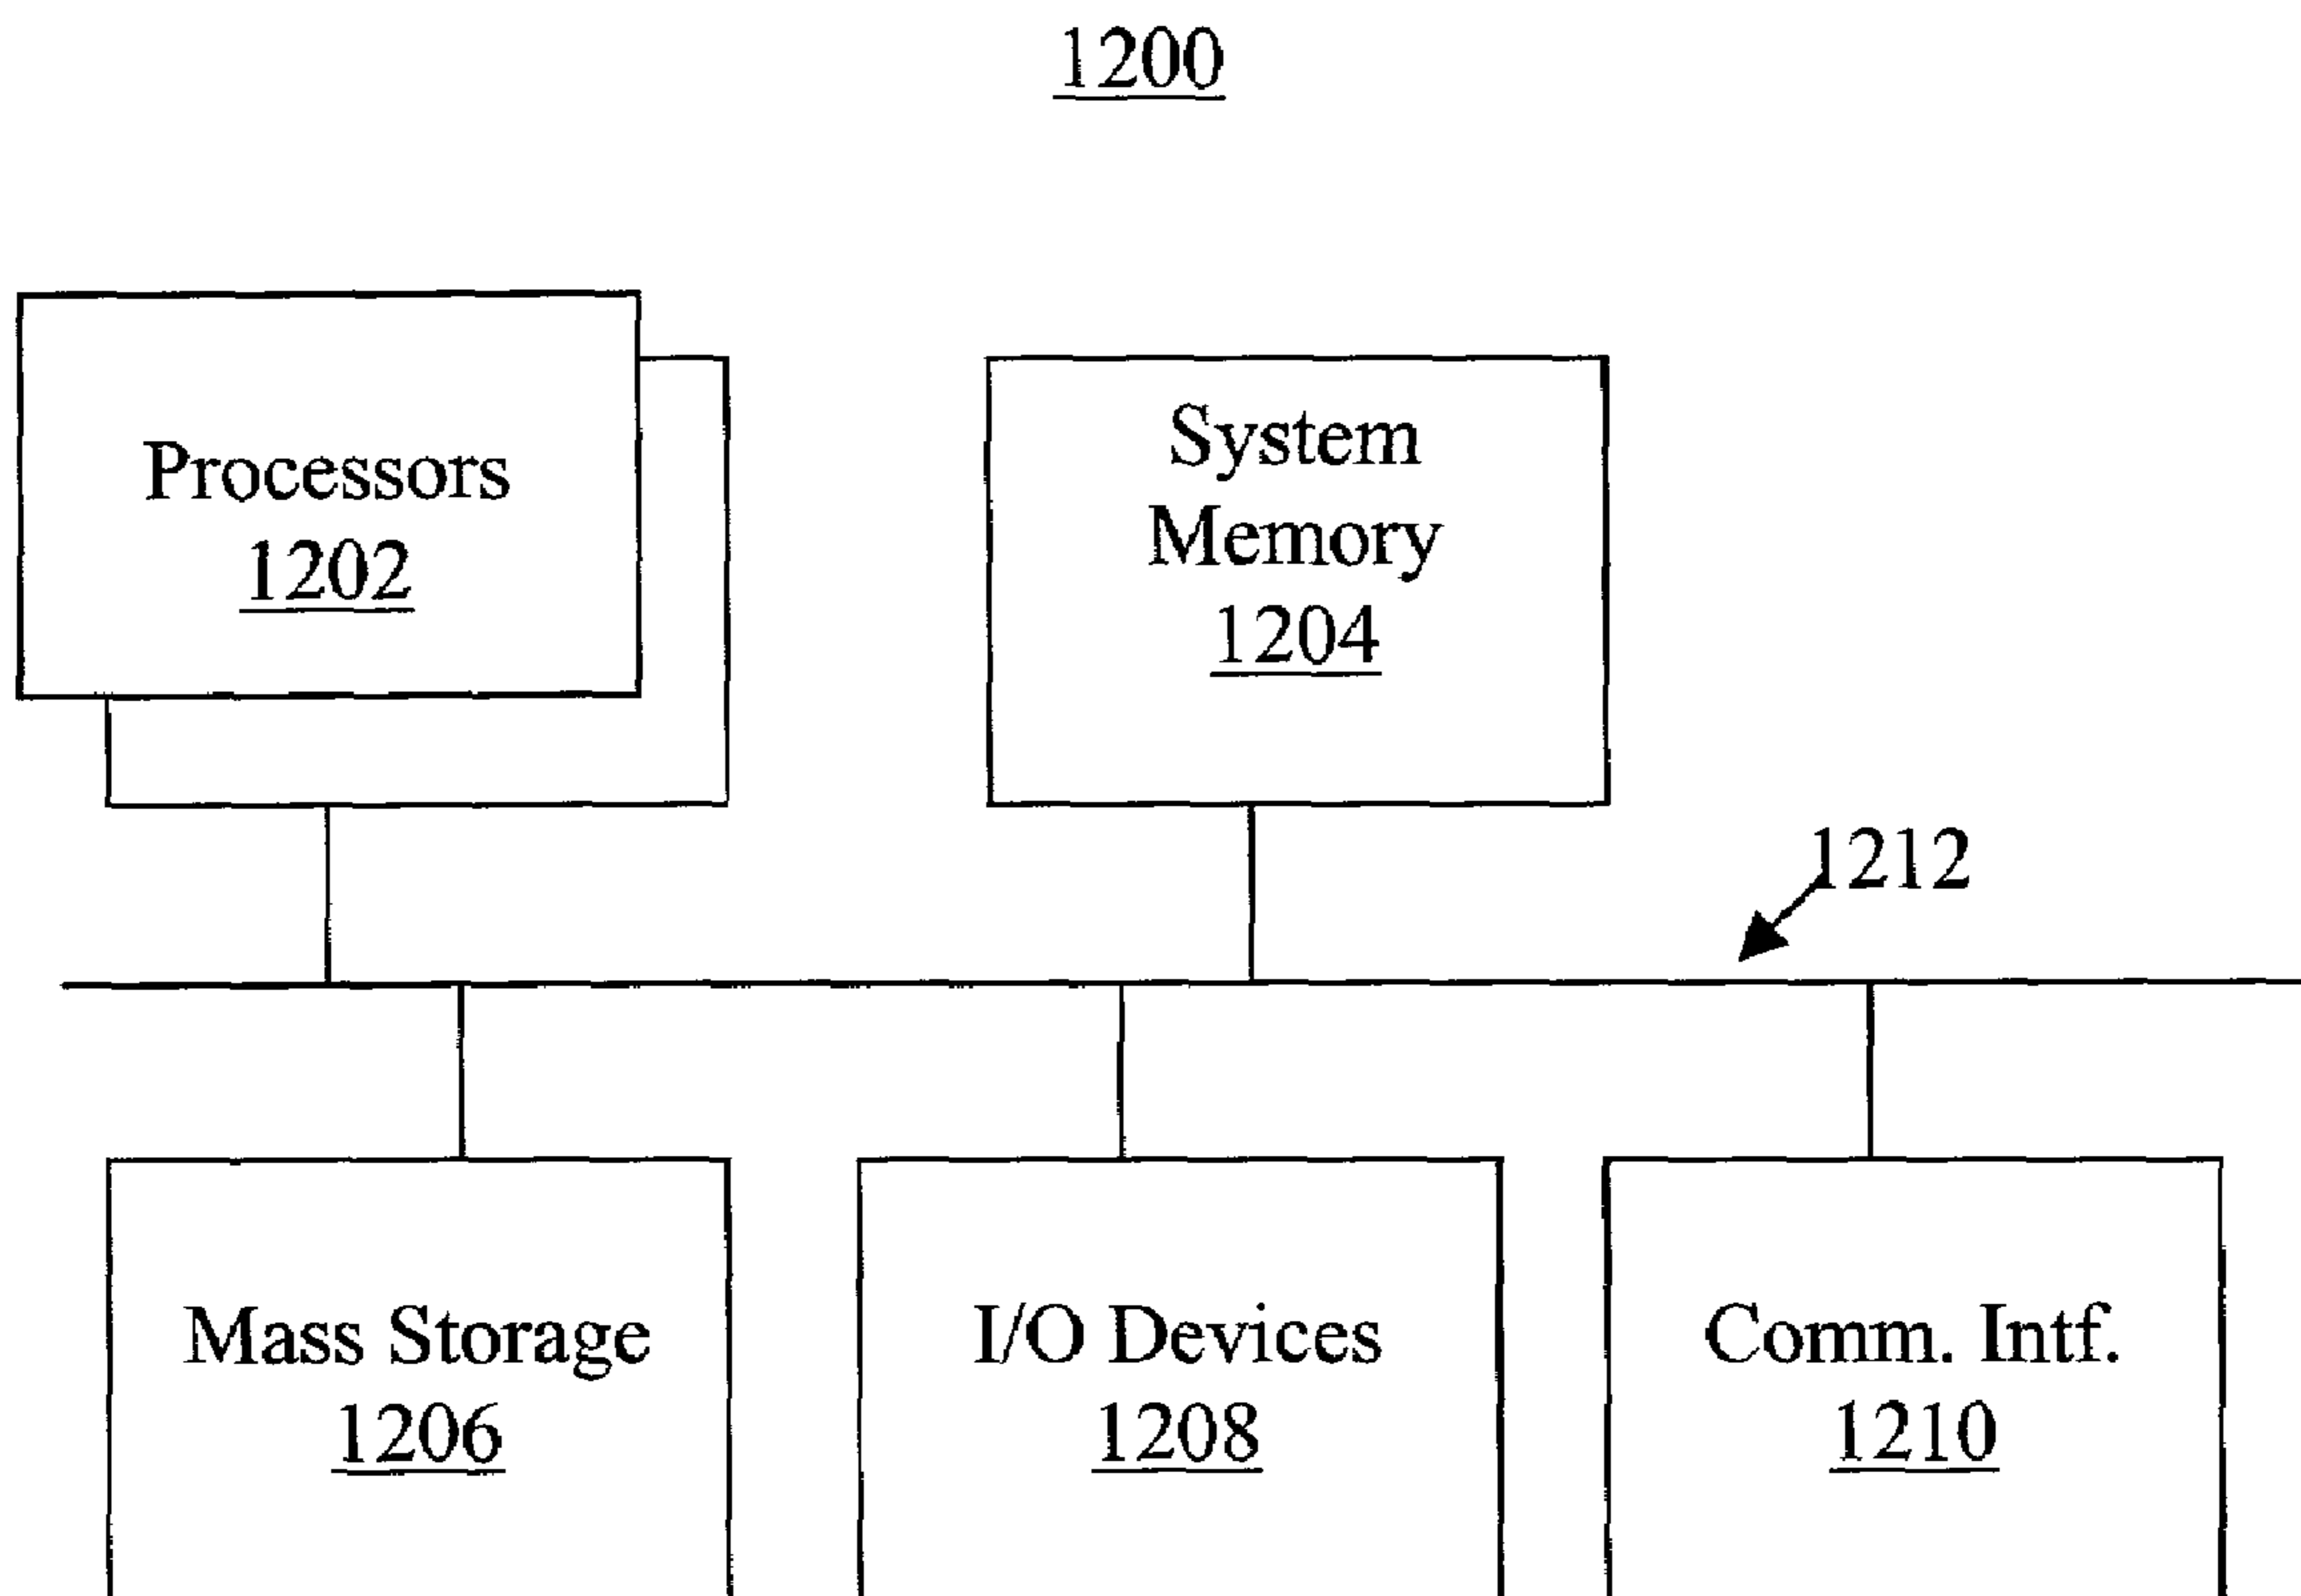 1200
Processors
1202
System
Memory
1204
1212
Mass Storage
1206
I/O Devices
1208
Comm. Intf.
1210